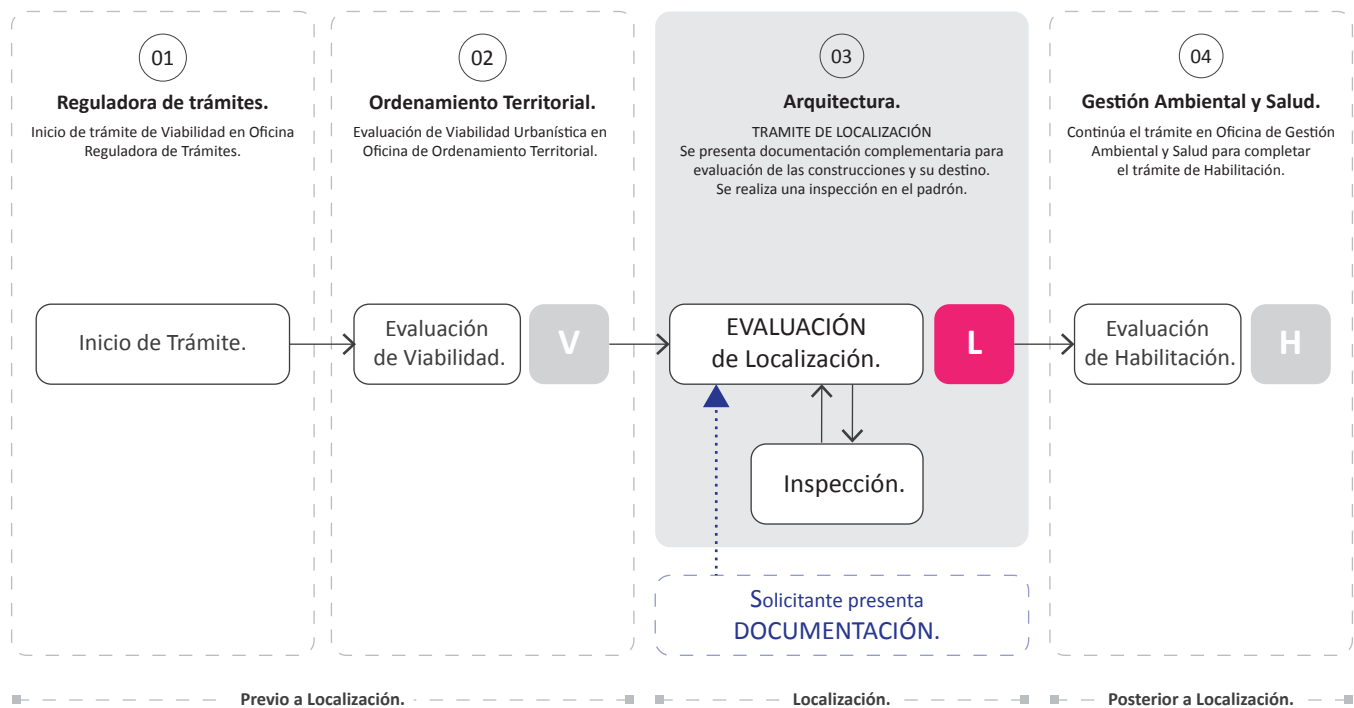 01
Reguladora de trámites.
Inicio de trámite de Viabilidad en Oficina
Reguladora de Trámites.
02
Ordenamiento Territorial.
Evaluación de Viabilidad Urbanística en
Oficina de Ordenamiento Territorial.
03
Arquitectura.
TRAMITE DE LOCALIZACIÓN
Se presenta documentación complementaria para
evaluación de las construcciones y su destino.
Se realiza una inspección en el padrón.
04
Gestión Ambiental y Salud.
Continúa el trámite en Oficina de Gestión
Ambiental y Salud para completar
el trámite de Habilitación.
Inicio de Trámite.
Evaluación
de Viabilidad.
V
EVALUACIÓN
de Localización.
L
Evaluación
de Habilitación.
H
Inspección.
Solicitante presenta
DOCUMENTACIÓN.
Previo a Localización.
Localización.
Posterior a Localización.